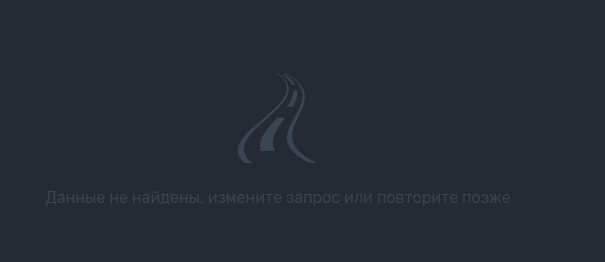 Данные не найдены, измените запрос или повторите позже